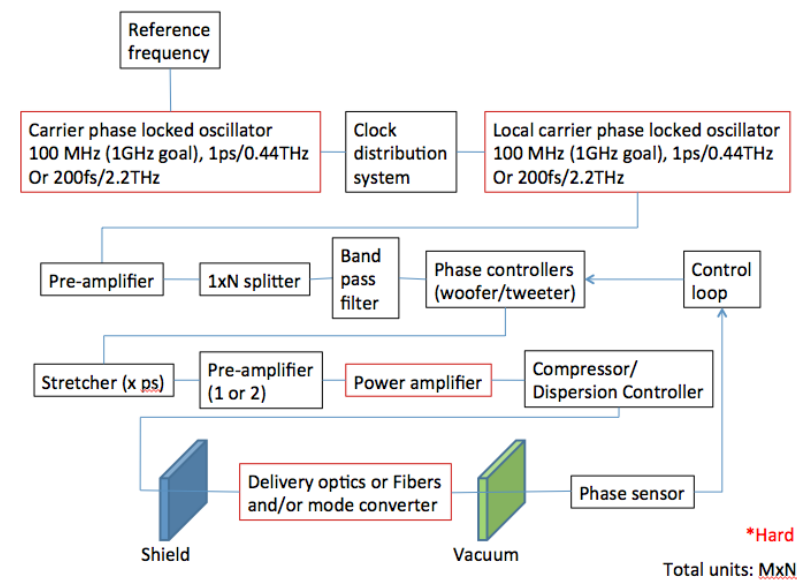 Reference
frequency
Carrier phase locked oscillator
100 MHz (1GHz goal), 1ps/0.44THz
Or 200fs/2.2THz
Clock
distribution
system
Local carrier phase locked oscillator
100 MHz (1GHz goal), 1ps/0.44THz
Or 200fs/2.2THz
Pre-amplifier
1xN splitter
Band
pass
filter
Phase controllers
(woofer/tweeter)
Control
loop
Stretcher (x ps)
Pre-amplifier
(1 or 2)
Power amplifier
Compressor/
Dispersion Controller
Delivery optics or Fibers
and/or mode converter
Phase sensor
Shield
Vacuum
*Hard
Total units: MxN